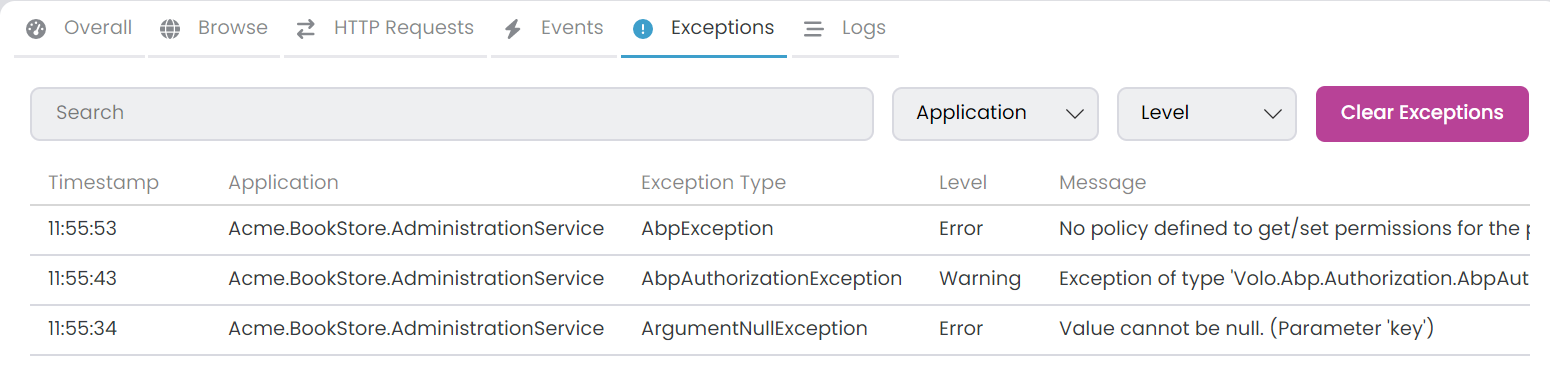 Overall Browse HTTP Requests Events Exceptions Logs
Search Application Level Clear Exceptions
Timestamp Application Exception Type Level Message
11:55:53 Acme.BookStore.AdministrationService AbpException Error No policy defined to get/set permissions for the
11:55:43 Acme.BookStore.AdministrationService AbpAuthorizationException Warning Exception of type 'Volo.Abp.Authorization.AbpAut
11:55:34 Acme.BookStore.AdministrationService ArgumentNullException Error Value cannot be null. (Parameter 'key')